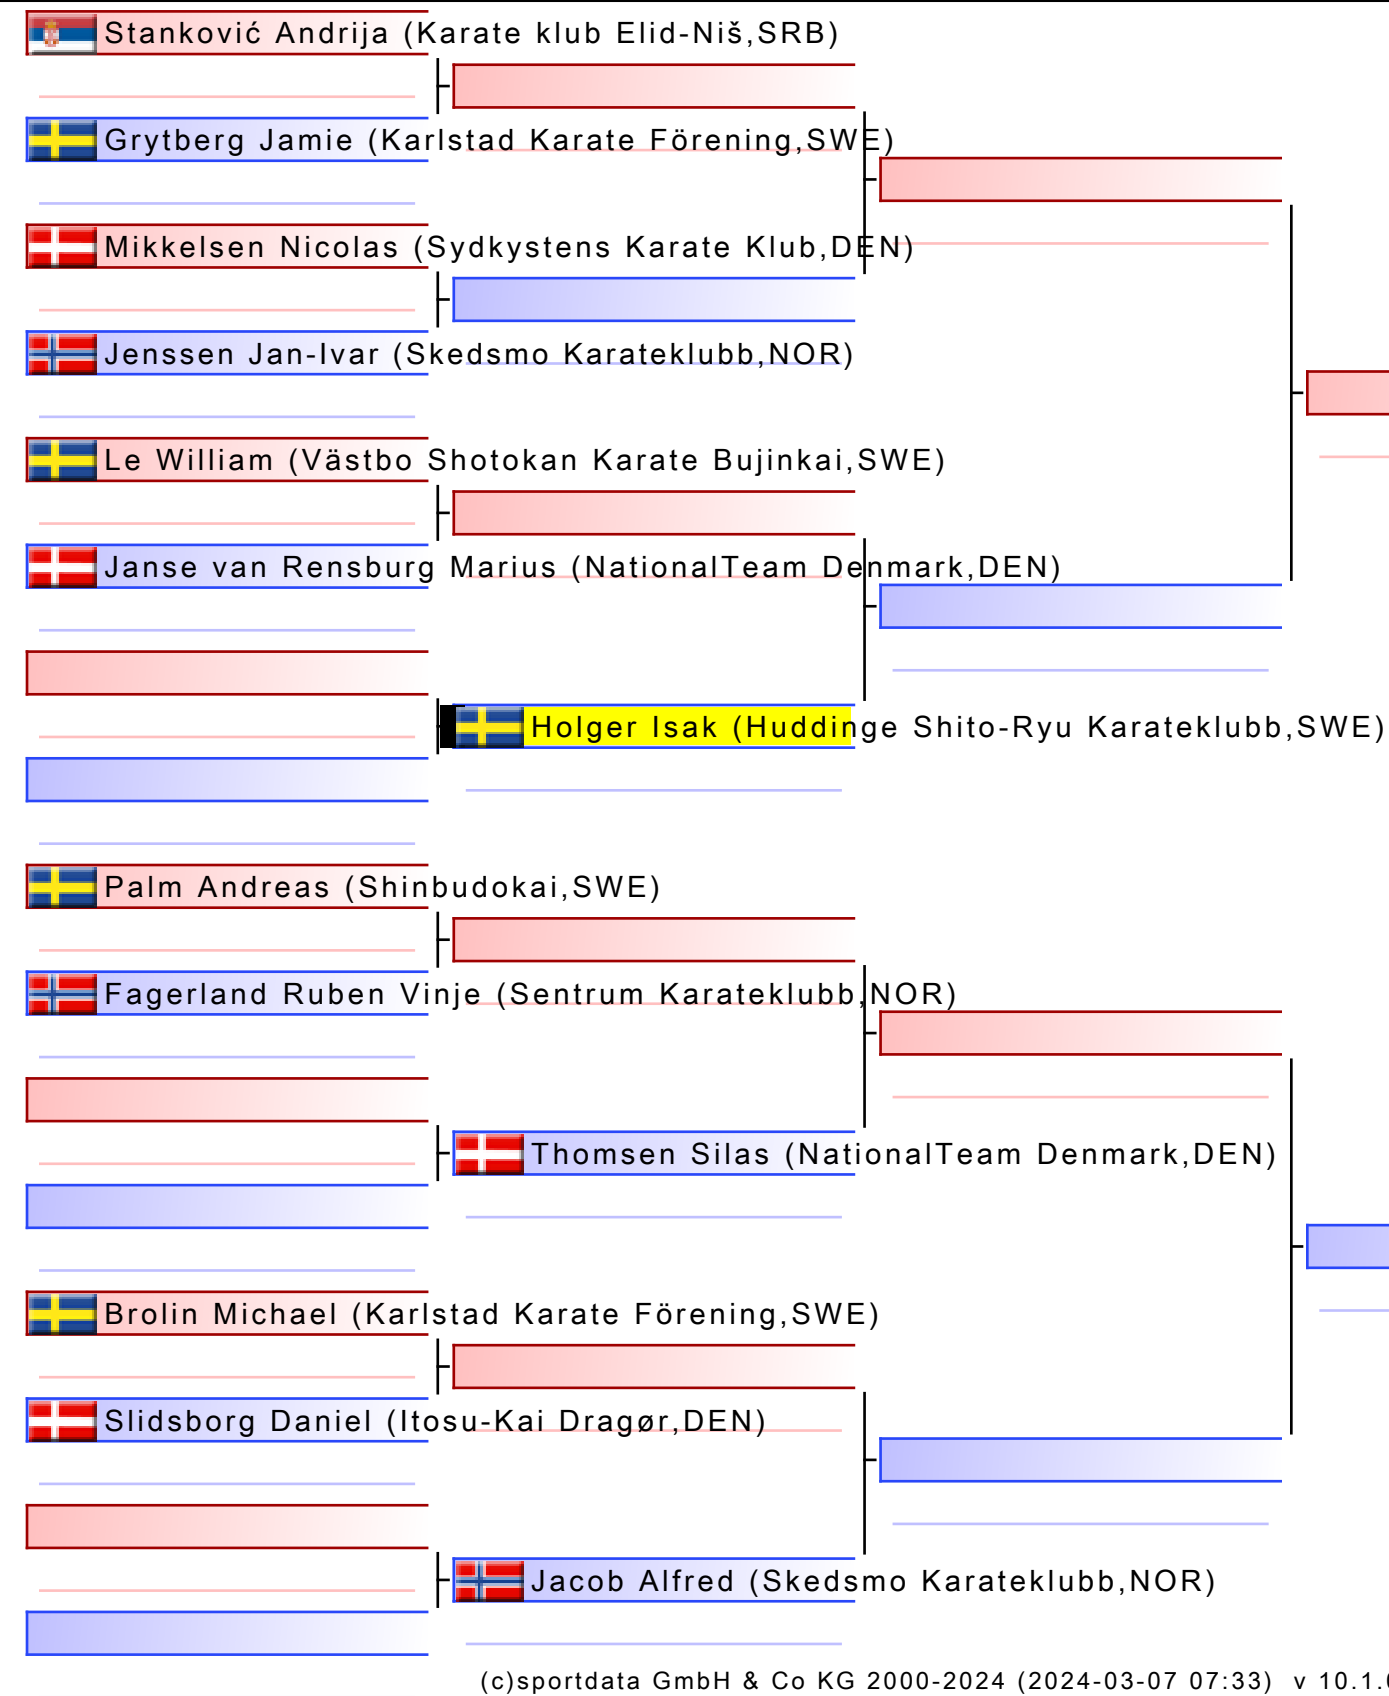 Stanković Andrija (Karate klub Elid-Niš,SRB)
Grytberg Jamie (Karlstad Karate Förening,SWE)
Mikkelsen Nicolas (Sydkystens Karate Klub,DEN)
Jenssen Jan-Ivar (Skedsmo Karateklubb,NOR)
Le William (Västbo Shotokan Karate Bujinkai,SWE)
Janse van Rensburg Marius (NationalTeam Denmark,DEN)
Holger Isak (Huddinge Shito-Ryu Karateklubb,SWE)
Palm Andreas (Shinbudokai,SWE)
Fagerland Ruben Vinje (Sentrum Karateklubb,NOR)
Thomsen Silas (NationalTeam Denmark,DEN)
Brolin Michael (Karlstad Karate Förening,SWE)
Slidsborg Daniel (Itosu-Kai Dragør,DEN)
Jacob Alfred (Skedsmo Karateklubb,NOR)
(c)sportdata GmbH & Co KG 2000-2024 (2024-03-07 07:33) v 10.1.